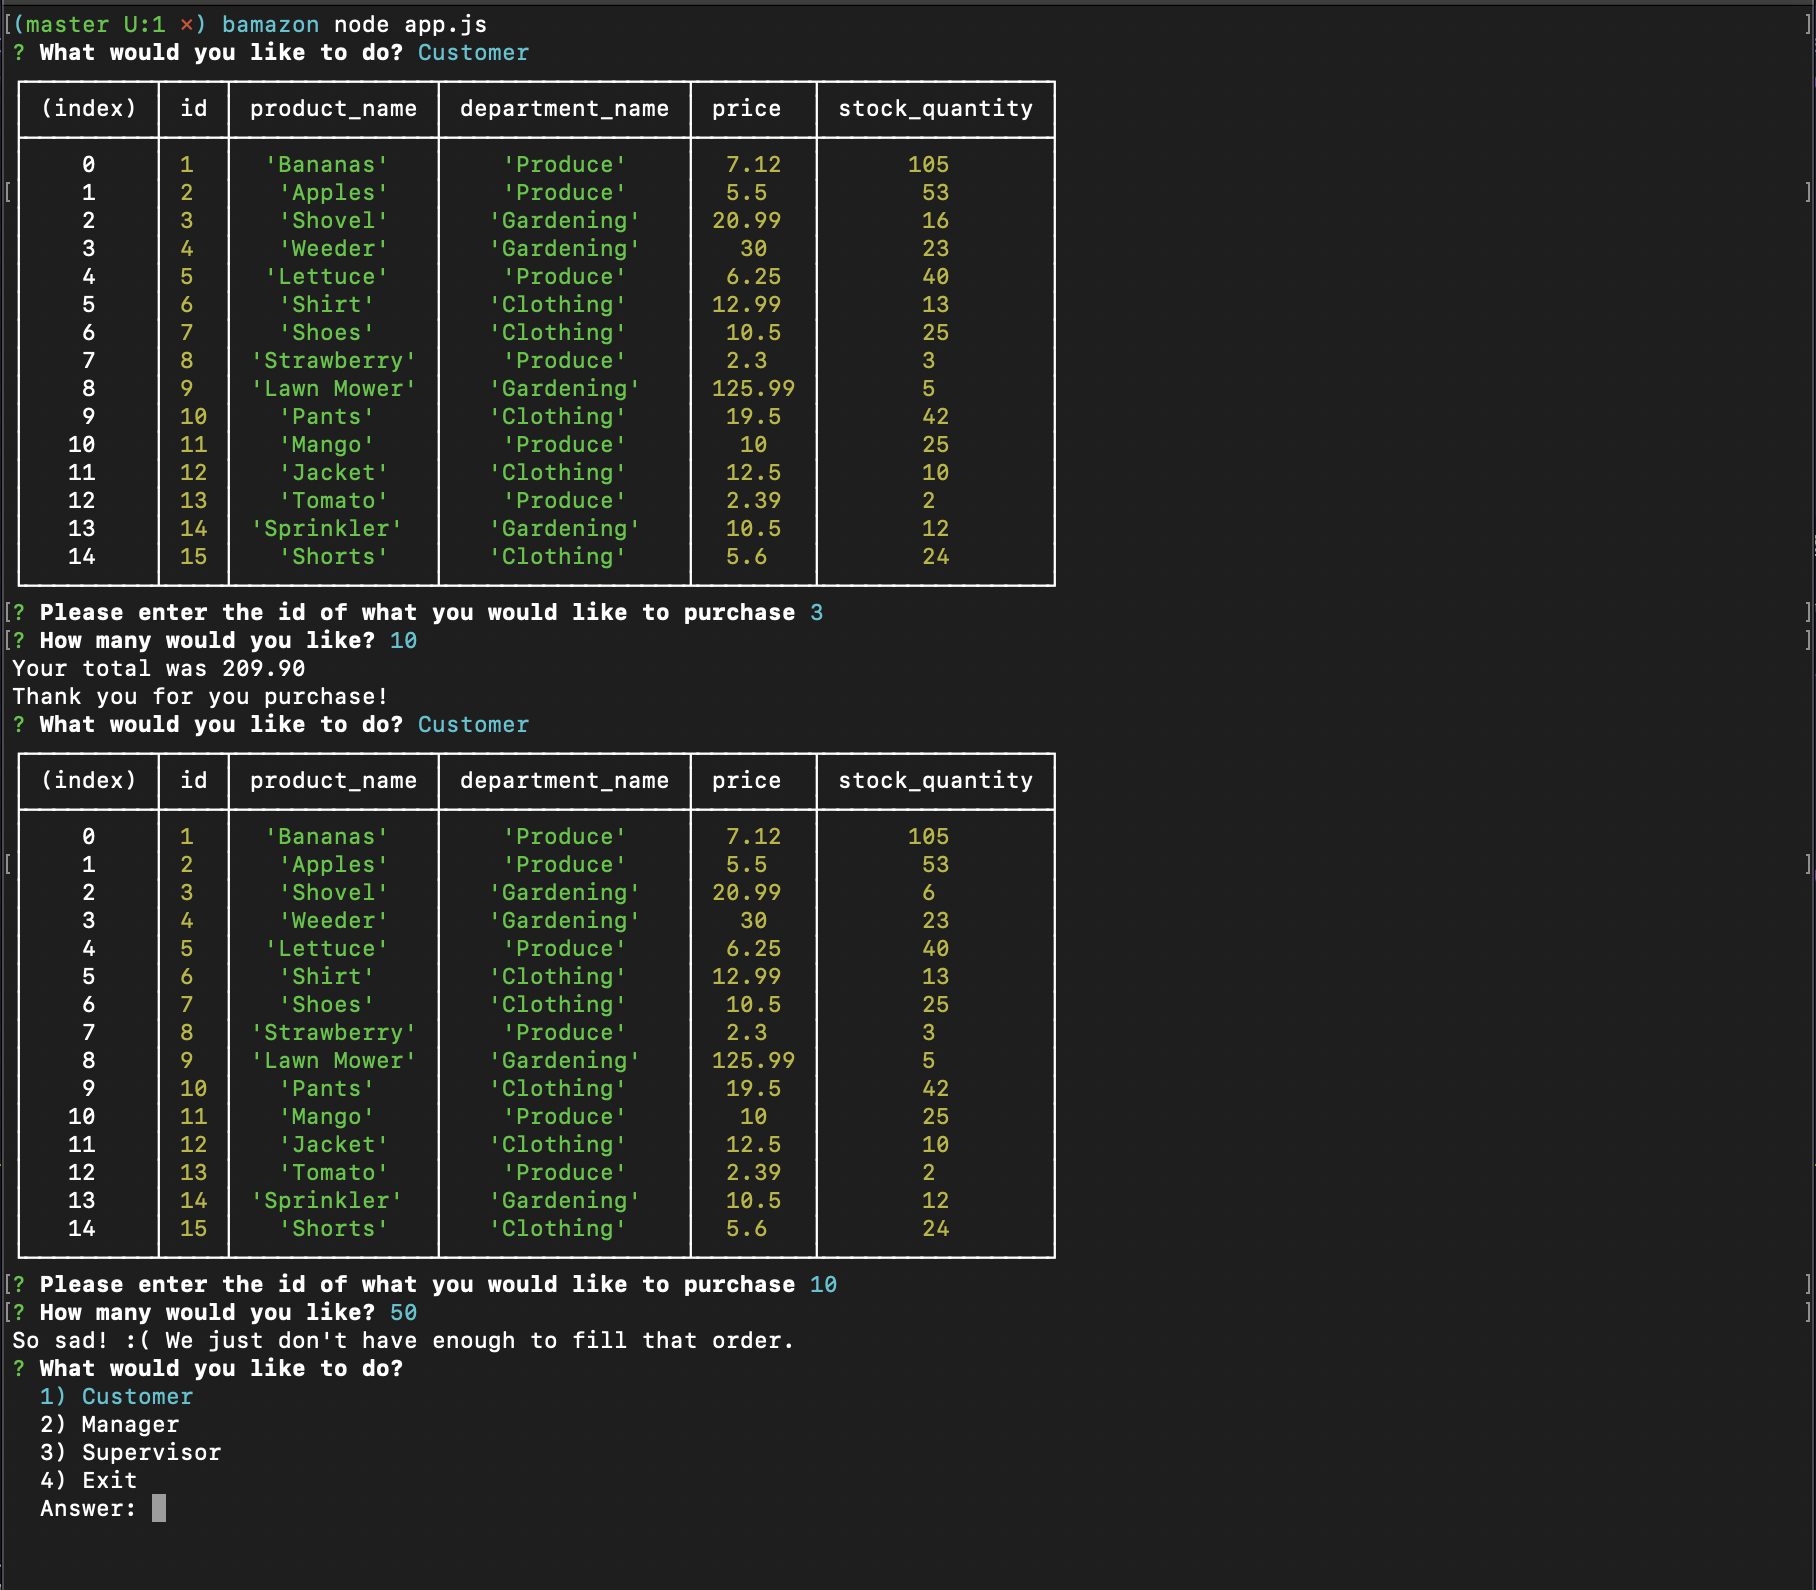 (master U:1 ×) bamazon node app.js
? What would you like to do? Customer
(index) id product_name department_name price stock_quantity
0 1 'Bananas' 'Produce' 7.12 105
1 2 'Apples' 'Produce' 5.5 53
2 3 'Shovel' 'Gardening' 20.99 16
3 4 'Weeder' 'Gardening' 30 23
4 5 'Lettuce' 'Produce' 6.25 40
5 6 'Shirt' 'Clothing' 12.99 13
6 7 'Shoes' 'Clothing' 10.5 25
7 8 'Strawberry' 'Produce' 2.3 3
8 9 'Lawn Mower' 'Gardening' 125.99 5
9 10 'Pants' 'Clothing' 19.5 42
10 11 'Mango' 'Produce' 10 25
11 12 'Jacket' 'Clothing' 12.5 10
12 13 'Tomato' 'Produce' 2.39 2
13 14 'Sprinkler' 'Gardening' 10.5 12
14 15 'Shorts' 'Clothing' 5.6 24
? Please enter the id of what you would like to purchase 3
? How many would you like? 10
Your total was 209.90
Thank you for you purchase!
? What would you like to do? Customer
(index) id product_name department_name price stock_quantity
0 1 'Bananas' 'Produce' 7.12 105
1 2 'Apples' 'Produce' 5.5 53
2 3 'Shovel' 'Gardening' 20.99 6
3 4 'Weeder' 'Gardening' 30 23
4 5 'Lettuce' 'Produce' 6.25 40
5 6 'Shirt' 'Clothing' 12.99 13
6 7 'Shoes' 'Clothing' 10.5 25
7 8 'Strawberry' 'Produce' 2.3 3
8 9 'Lawn Mower' 'Gardening' 125.99 5
9 10 'Pants' 'Clothing' 19.5 42
10 11 'Mango' 'Produce' 10 25
11 12 'Jacket' 'Clothing' 12.5 10
12 13 'Tomato' 'Produce' 2.39 2
13 14 'Sprinkler' 'Gardening' 10.5 12
14 15 'Shorts' 'Clothing' 5.6 24
? Please enter the id of what you would like to purchase 10
? How many would you like? 50
So sad! :( We just don't have enough to fill that order.
? What would you like to do?
1) Customer
2) Manager
3) Supervisor
4) Exit
Answer: